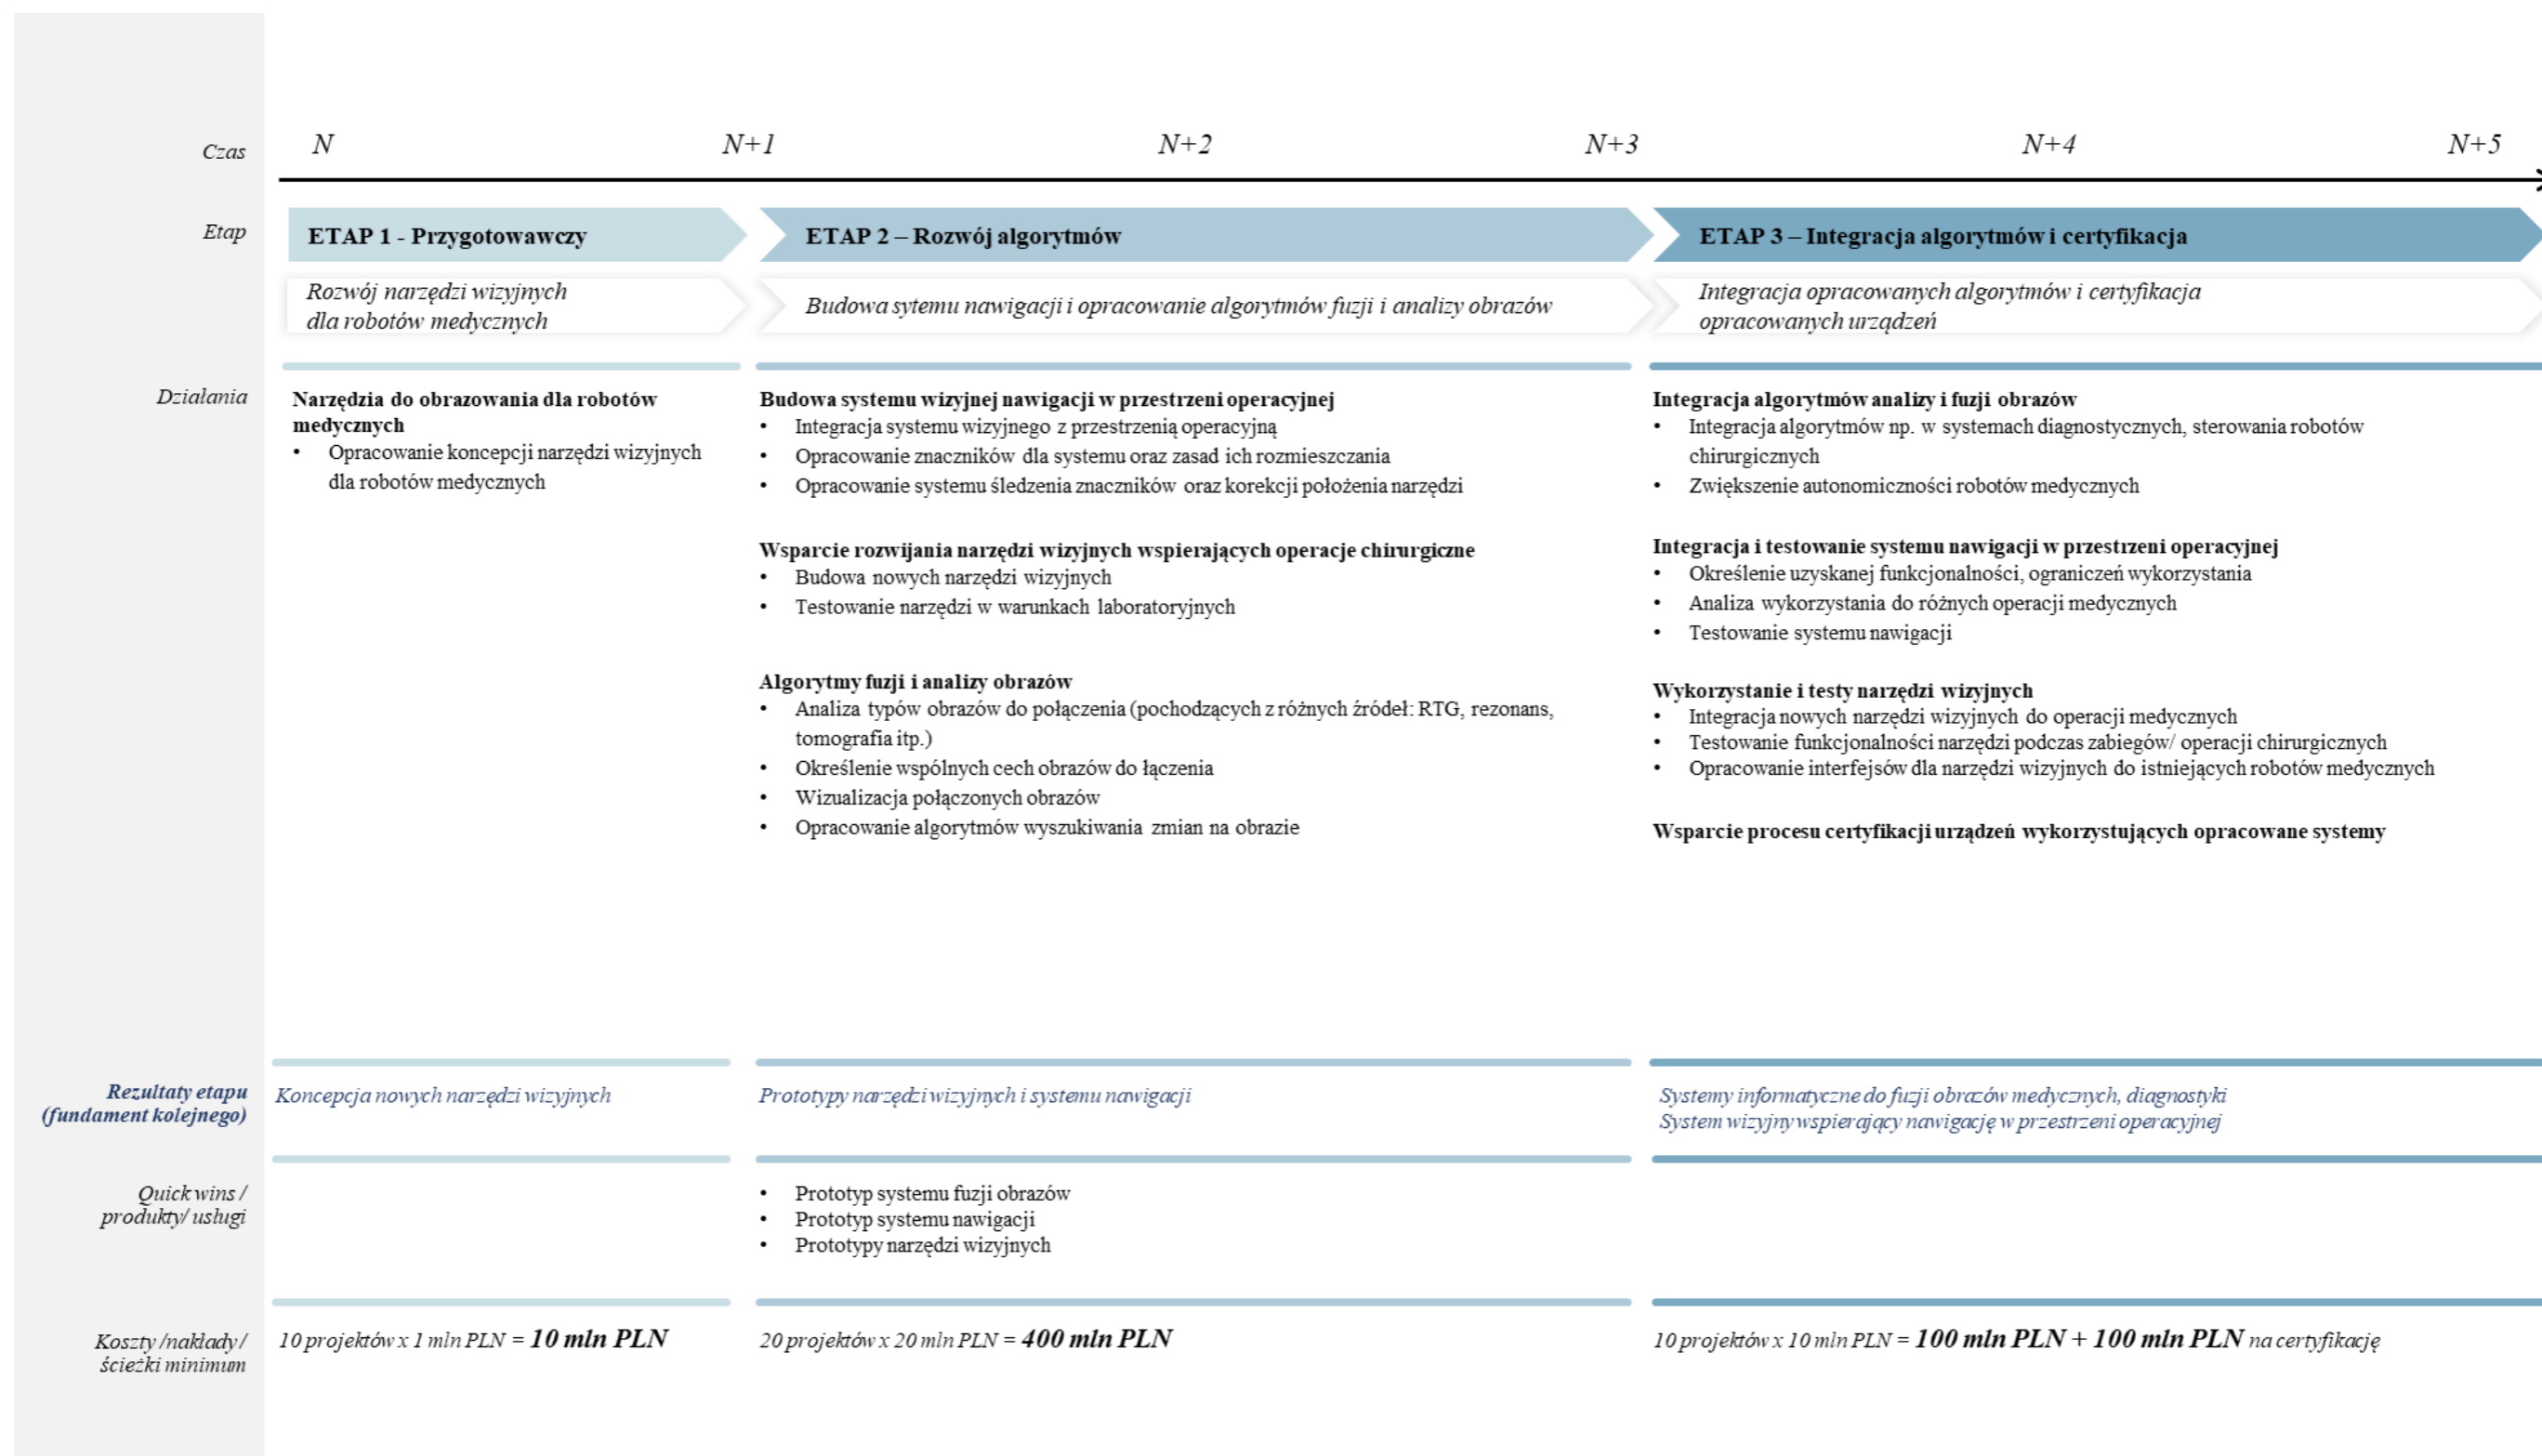 Czas
N
N+1
N+2
N+3
N+4
N+5
Etap
ETAP 1 - Przygotowawczy
ETAP 2 – Rozwój algorytmów
ETAP 3 – Integracja algorytmów i certyfikacja
Rozwój narzędzi wizyjnych
dla robotów medycznych
Budowa sytemu nawigacji i opracowanie algorytmów fuzji i analizy obrazów
Integracja opracowanych algorytmów i certyfikacja
opracowanych urządzeń
Działania
Narzędzia do obrazowania dla robotów
medycznych
• Opracowanie koncepcji narzędzi wizyjnych
dla robotów medycznych
Budowa systemu wizyjnej nawigacji w przestrzeni operacyjnej
• Integracja systemu wizyjnego z przestrzenią operacyjną
• Opracowanie znaczników dla systemu oraz zasad ich rozmieszczania
• Opracowanie systemu śledzenia znaczników oraz korekcji położenia narzędzi
Wsparcie rozwijania narzędzi wizyjnych wspierających operacje chirurgiczne
• Budowa nowych narzędzi wizyjnych
• Testowanie narzędzi w warunkach laboratoryjnych
Algorytmy fuzji i analizy obrazów
• Analiza typów obrazów do połączenia (pochodzących z różnych źródeł: RTG, rezonans,
tomografia itp.)
• Określenie wspólnych cech obrazów do łączenia
• Wizualizacja połączonych obrazów
• Opracowanie algorytmów wyszukiwania zmian na obrazie
Integracja algorytmów analizy i fuzji obrazów
• Integracja algorytmów np. w systemach diagnostycznych, sterowania robotów
chirurgicznych
• Zwiększenie autonomiczności robotów medycznych
Integracja i testowanie systemu nawigacji w przestrzeni operacyjnej
• Określenie uzyskanej funkcjonalności, ograniczeń wykorzystania
• Analiza wykorzystania do różnych operacji medycznych
• Testowanie systemu nawigacji
Wykorzystanie i testy narzędzi wizyjnych
• Integracja nowych narzędzi wizyjnych do operacji medycznych
• Testowanie funkcjonalności narzędzi podczas zabiegów/ operacji chirurgicznych
• Opracowanie interfejsów dla narzędzi wizyjnych do istniejących robotów medycznych
Wsparcie procesu certyfikacji urządzeń wykorzystujących opracowane systemy
Rezultaty etapu
(fundament kolejnego)
Koncepcja nowych narzędzi wizyjnych
Prototypy narzędzi wizyjnych i systemu nawigacji
Systemy informatyczne do fuzji obrazów medycznych, diagnostyki
System wizyjny wspierający nawigację w przestrzeni operacyjnej
Quick wins /
produkty/ usługi
• Prototyp systemu fuzji obrazów
• Prototyp systemu nawigacji
• Prototypy narzędzi wizyjnych
Koszty /nakłady /
ścieżki minimum
10 projektów x 1 mln PLN = 10 mln PLN
20 projektów x 20 mln PLN = 400 mln PLN
10 projektów x 10 mln PLN = 100 mln PLN + 100 mln PLN na certyfikację